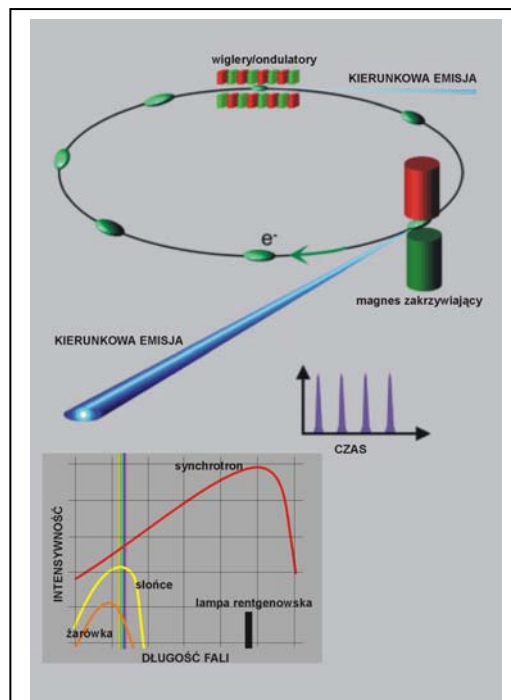 wiglery/ondulatory
KIERUNKOWA EMISJA
e-
magnes zakrzywiający
KIERUNKOWA EMISJA
CZAS
synchrotron
INTENSYWNOŚĆ
słońce
lampa rentgenowska
żarówka
DŁUGOŚĆ FALI